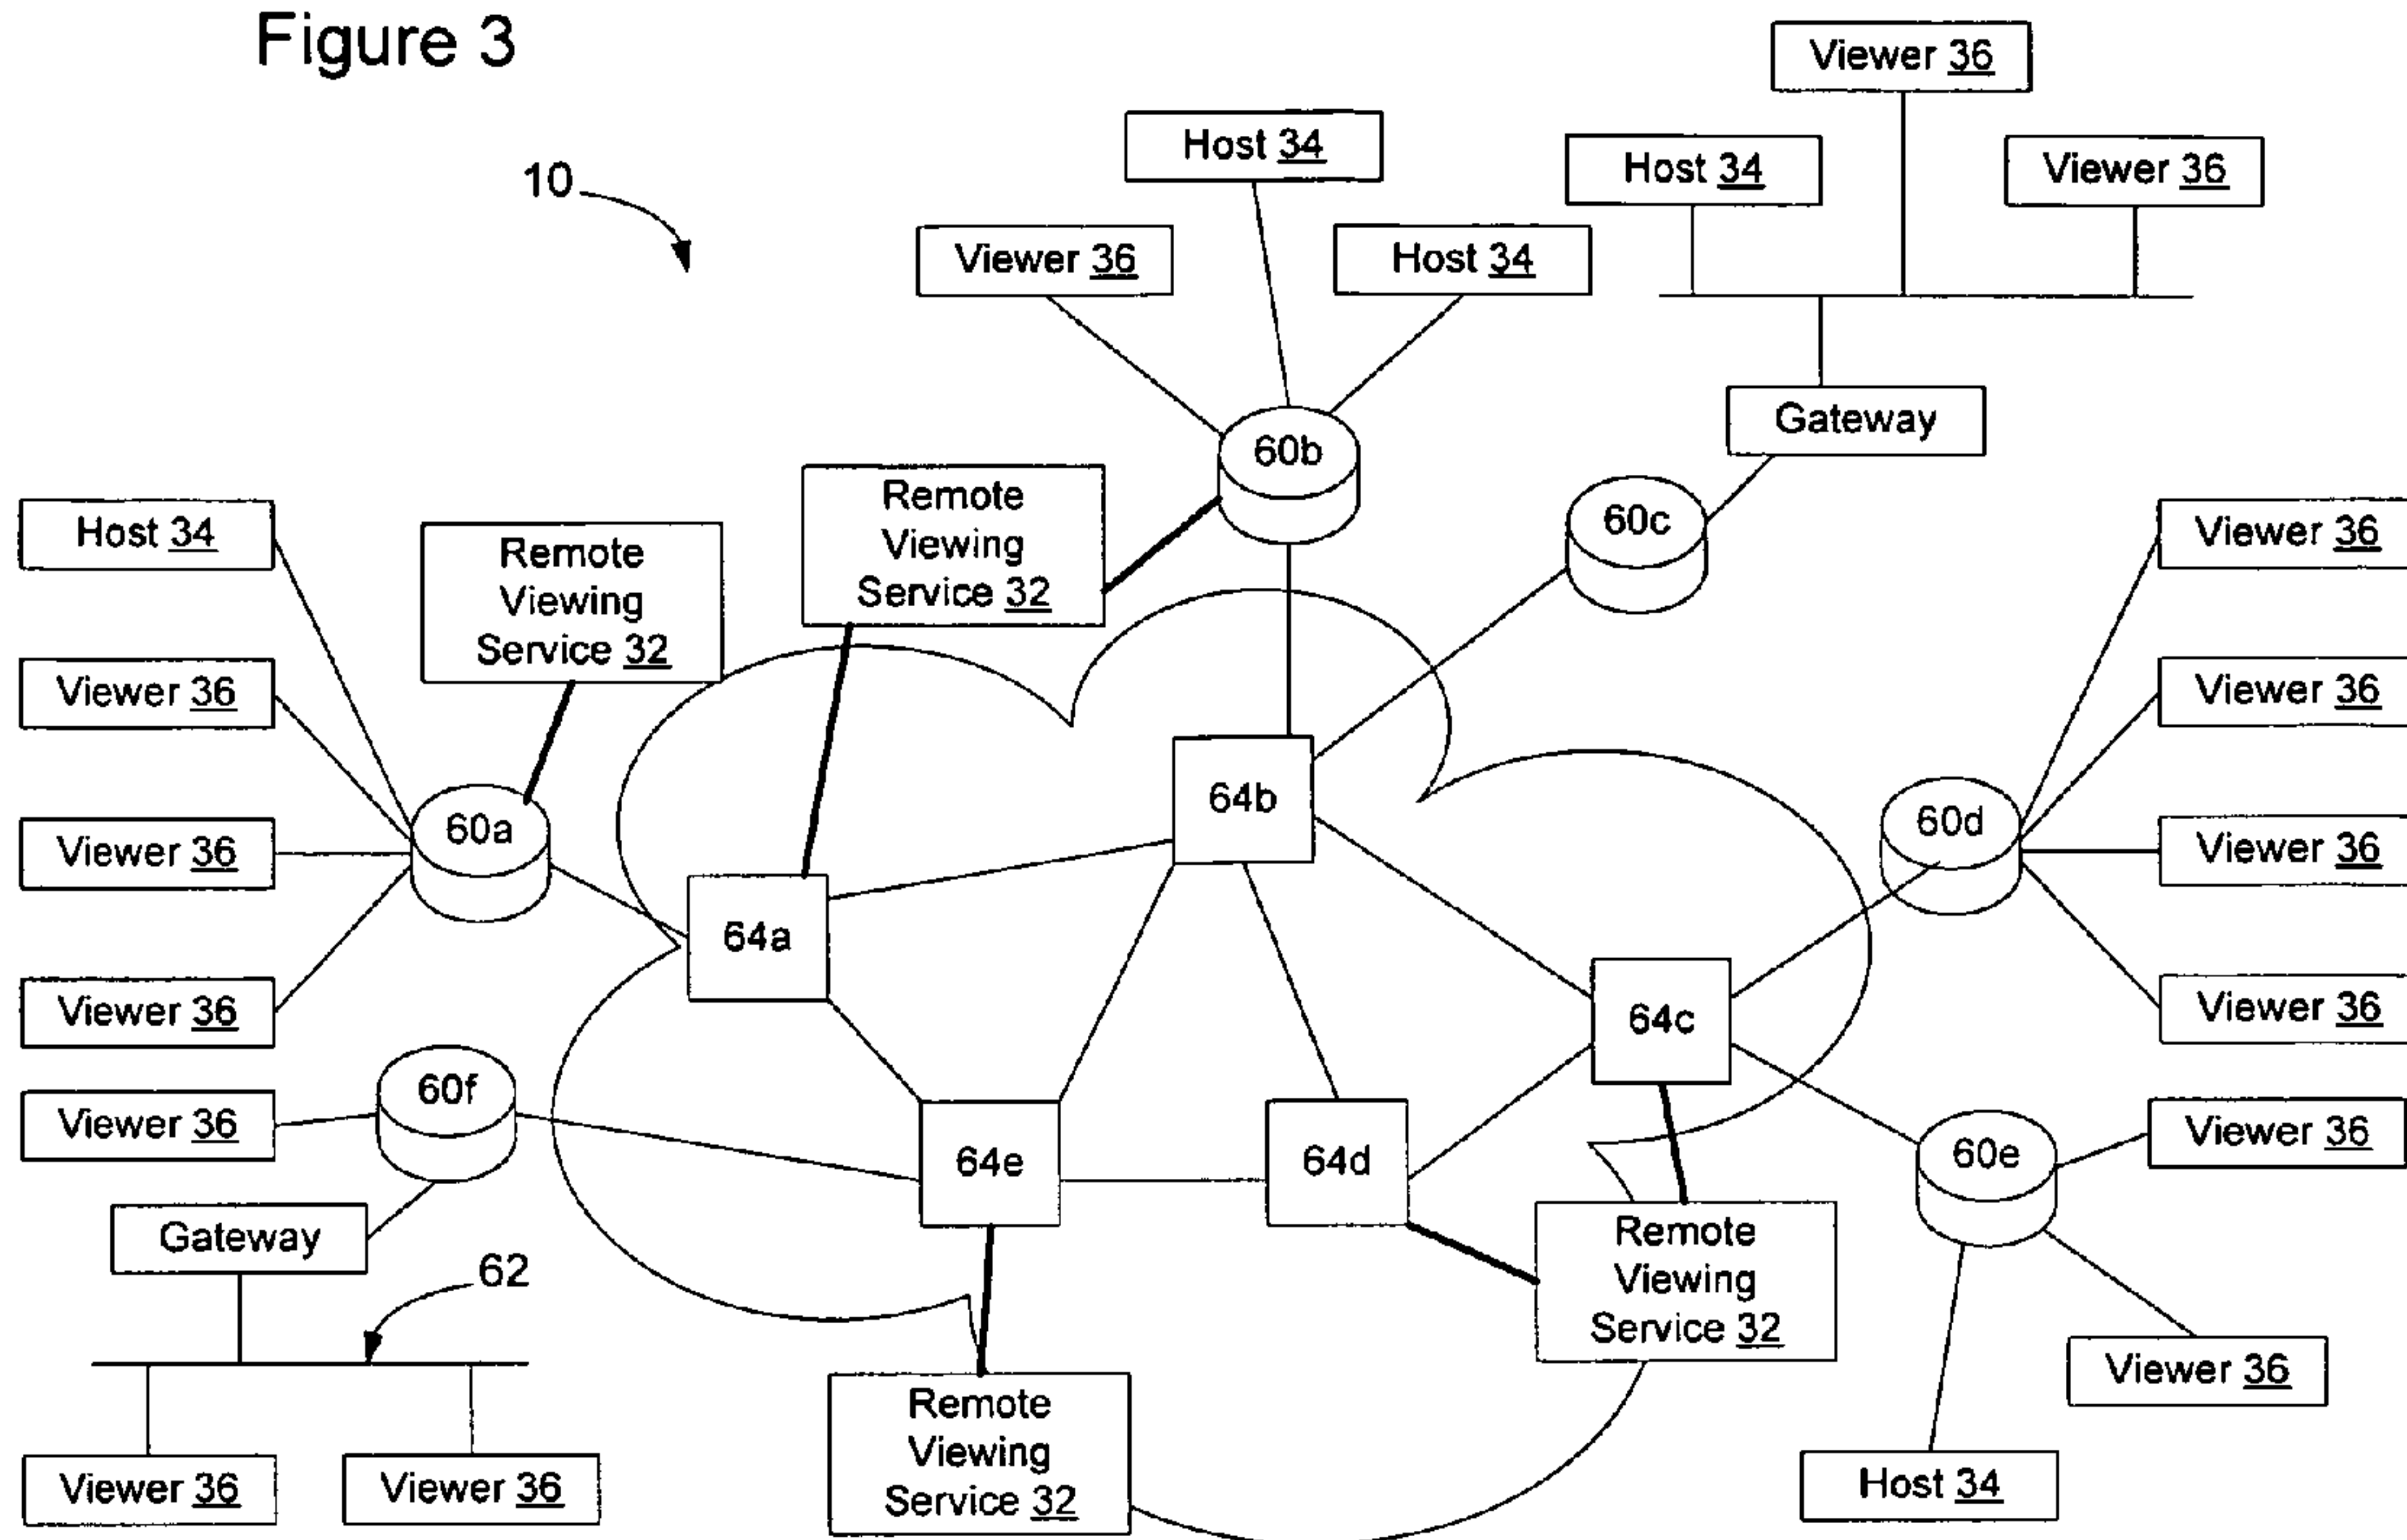 Figure 3
Viewer 36
Host 34
Host 34
Viewer 36
10
Viewer 36
Host 34
Gateway
60b
Remote
Viewing
Service 32
60c
Host 34
Remote
Viewing
Service 32
Viewer 36
Viewer 36
Viewer 36
64b
60a
60d
Viewer 36
Viewer 36
64a
Viewer 36
64c
Viewer 36
60f
Viewer 36
64e
64d
60e
Viewer 36
Gateway
62
Remote
Viewing
Service 32
Viewer 36
Remote
Viewing
Service 32
Viewer 36
Viewer 36
Host 34